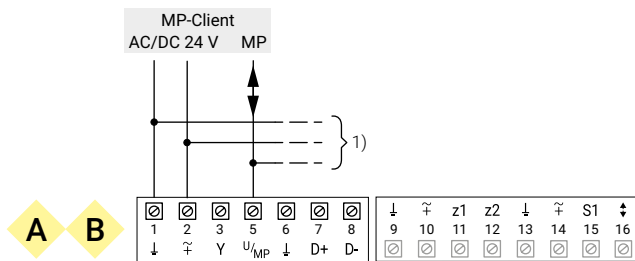 MP-Client
AC/DC 24 V MP
1)
A B
1 2 3 5 6 7 8
Y U/MP D+ D-
z1 z2 S1
9 10 11 12 13 14 15 16